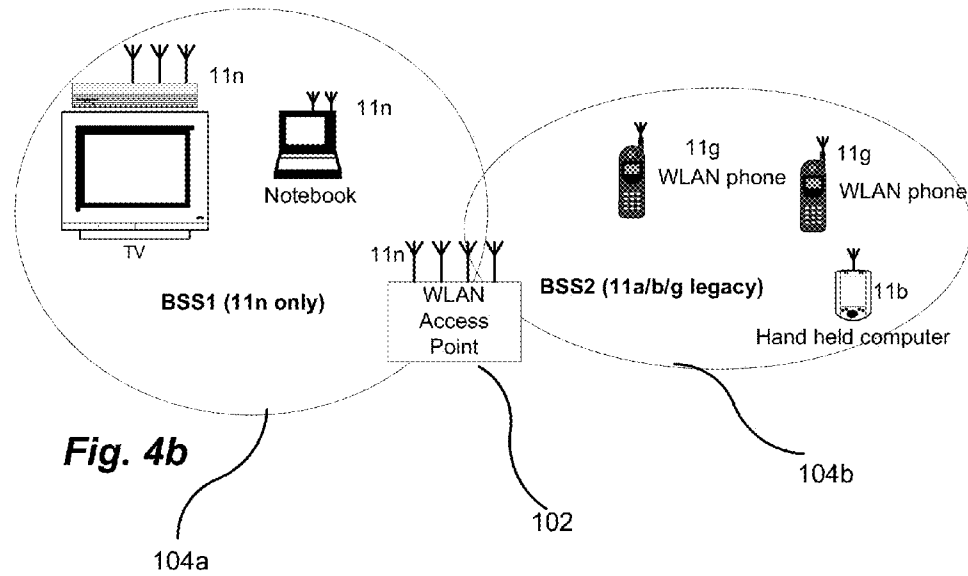 11n
11n
Notebook
TV
BSS1 (11n only)
11n
WLAN
Access
Point
11g
WLAN phone
11g
WLAN phone
BSS2 (11a/b/g legacy)
11b
Hand held computer
Fig. 4b
104a
102
104b